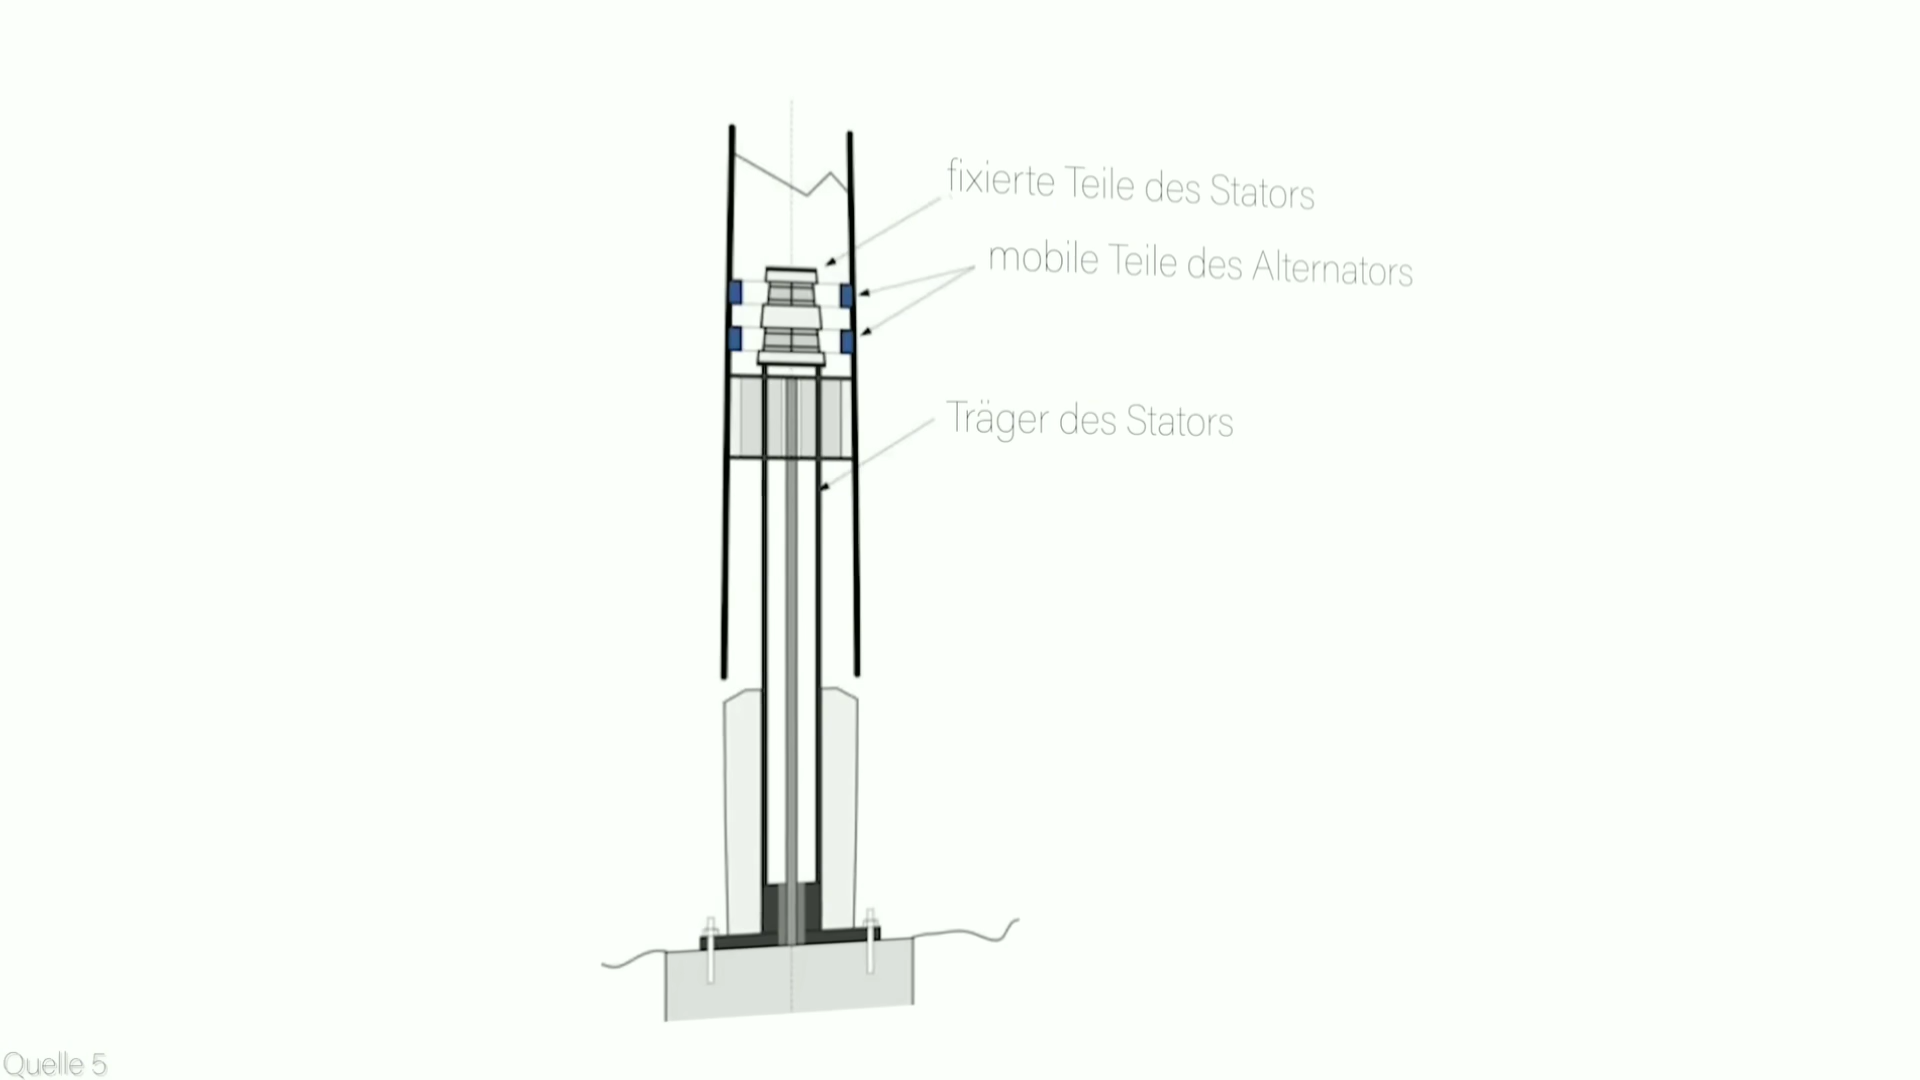 fixierte Teile des Stators
mobile Teile des Alternators
Träger des Stators
Quelle 5